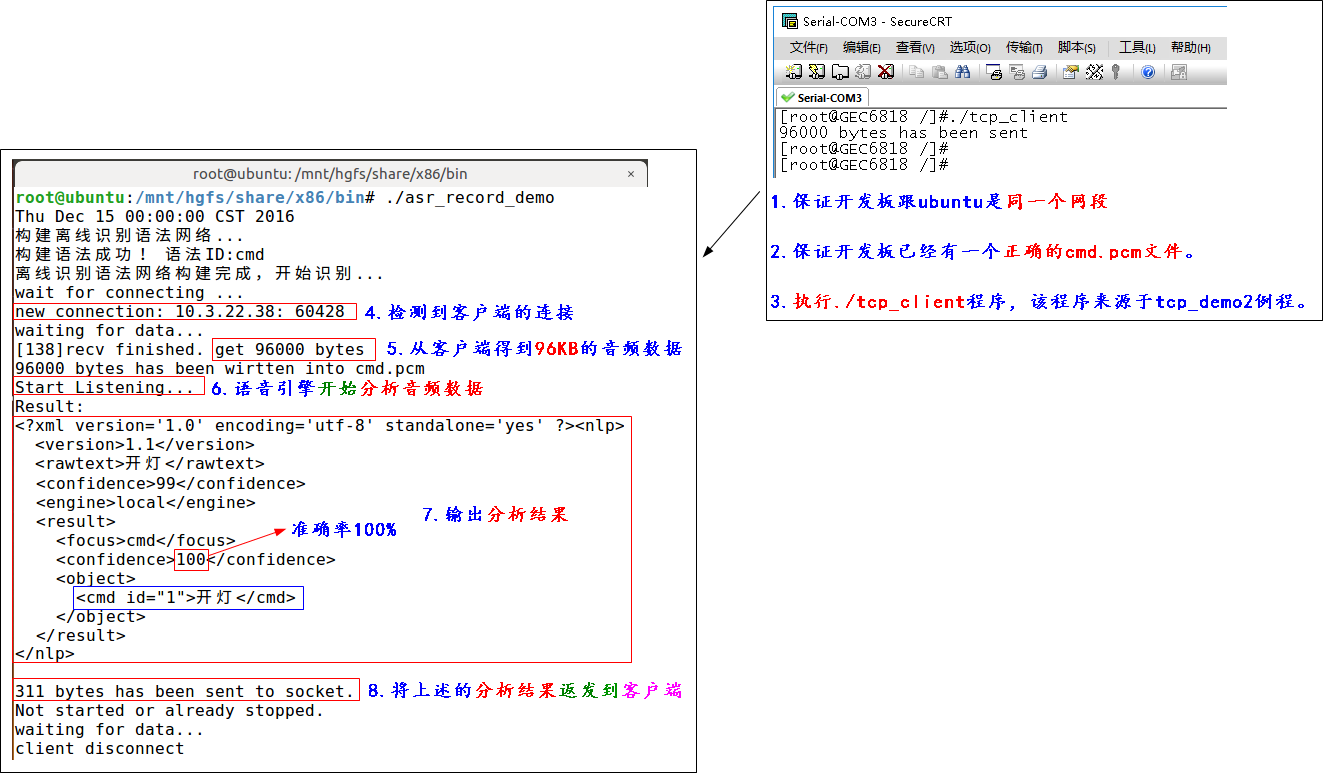 Serial-COM3 - SecureCRT
文件(F) 编辑(E) 查看(V) 选项(O) 传输(T) 脚本(S) 工具(L) 帮助(H)
Serial-COM3
[root@GEC6818 /]#./tcp_client
96000 bytes has been sent
[root@GEC6818 /]#
[root@GEC6818 /]#
1.保证开发板跟ubuntu是同一个网段
2.保证开发板已经有一个正确的cmd.pcm文件。
3.执行./tcp_client程序，该程序来源于tcp_demo2例程。
root@ubuntu: /mnt/hgfs/share/x86/bin ×
root@ubuntu:/mnt/hgfs/share/x86/bin# ./asr_record_demo
Thu Dec 15 00:00:00 CST 2016
构建离线识别语法网络...
构建语法成功！ 语法ID:cmd
离线识别语法网络构建完成，开始识别...
wait for connecting ...
new connection: 10.3.22.38: 60428 4.检测到客户端的连接
waiting for data...
[138]recv finished. get 96000 bytes 5.从客户端得到96KB的音频数据
96000 bytes has been wirtten into cmd.pcm
Start Listening... 6.语音引擎开始分析音频数据
Result:
<?xml version='1.0' encoding='utf-8' standalone='yes' ?><nlp>
<version>1.1</version>
<rawtext>开灯</rawtext>
<confidence>99</confidence>
<engine>local</engine>
<result> 7.输出分析结果
<focus>cmd</focus> 准确率100%
<confidence>100</confidence>
<object>
<cmd id="1">开灯</cmd>
</object>
</result>
</nlp>
311 bytes has been sent to socket. 8.将上述的分析结果返发到客户端
Not started or already stopped.
waiting for data...
client disconnect